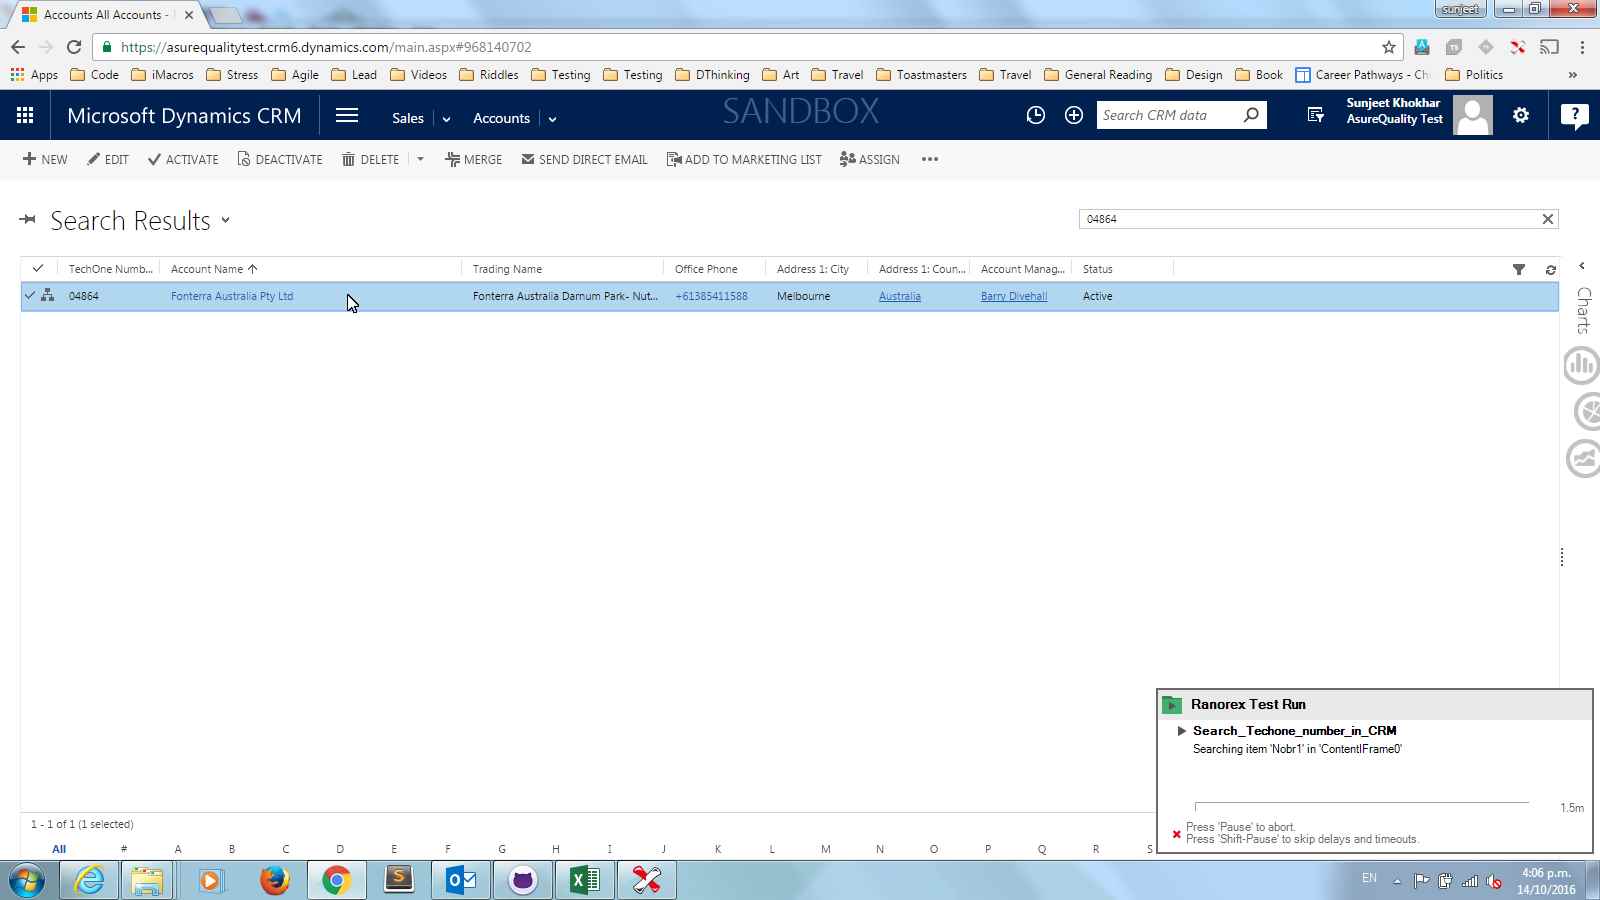 Accounts All Accounts -
sunjeet
https://asurequalitytest.crm6.dynamics.com/main.aspx#968140702
Apps Code iMacros Stress Agile Lead Videos Riddles Testing Testing DThinking Art Travel Toastmasters Travel General Reading Design Book Career Pathways - Politics »
Microsoft Dynamics CRM Sales Accounts SANDBOX Search CRM data
Sunjeet Khokhar
AsureQuality Test
?
NEW EDIT ACTIVATE DEACTIVATE DELETE MERGE SEND DIRECT EMAIL ADD TO MARKETING LIST ASSIGN •••
Search Results
04864
TechOne Numb... Account Name Trading Name Office Phone Address 1: City Address 1: Coun... Account Manag... Status
04864 Fonterra Australia Pty Ltd Fonterra Australia Darnum Park- Nut... +61385411588 Melbourne Australia Barry Divehall Active
Charts
Ranorex Test Run
Search_Techone_number_in_CRM
Searching item 'Nobr1' in 'ContentIFrame0'
1.5m
Press 'Pause' to abort.
Press 'Shift-Pause' to skip delays and timeouts.
1 - 1 of 1 (1 selected)
All # A B C D E F G H I J K L M N O P Q R S
EN
4:06 p.m.
14/10/2016